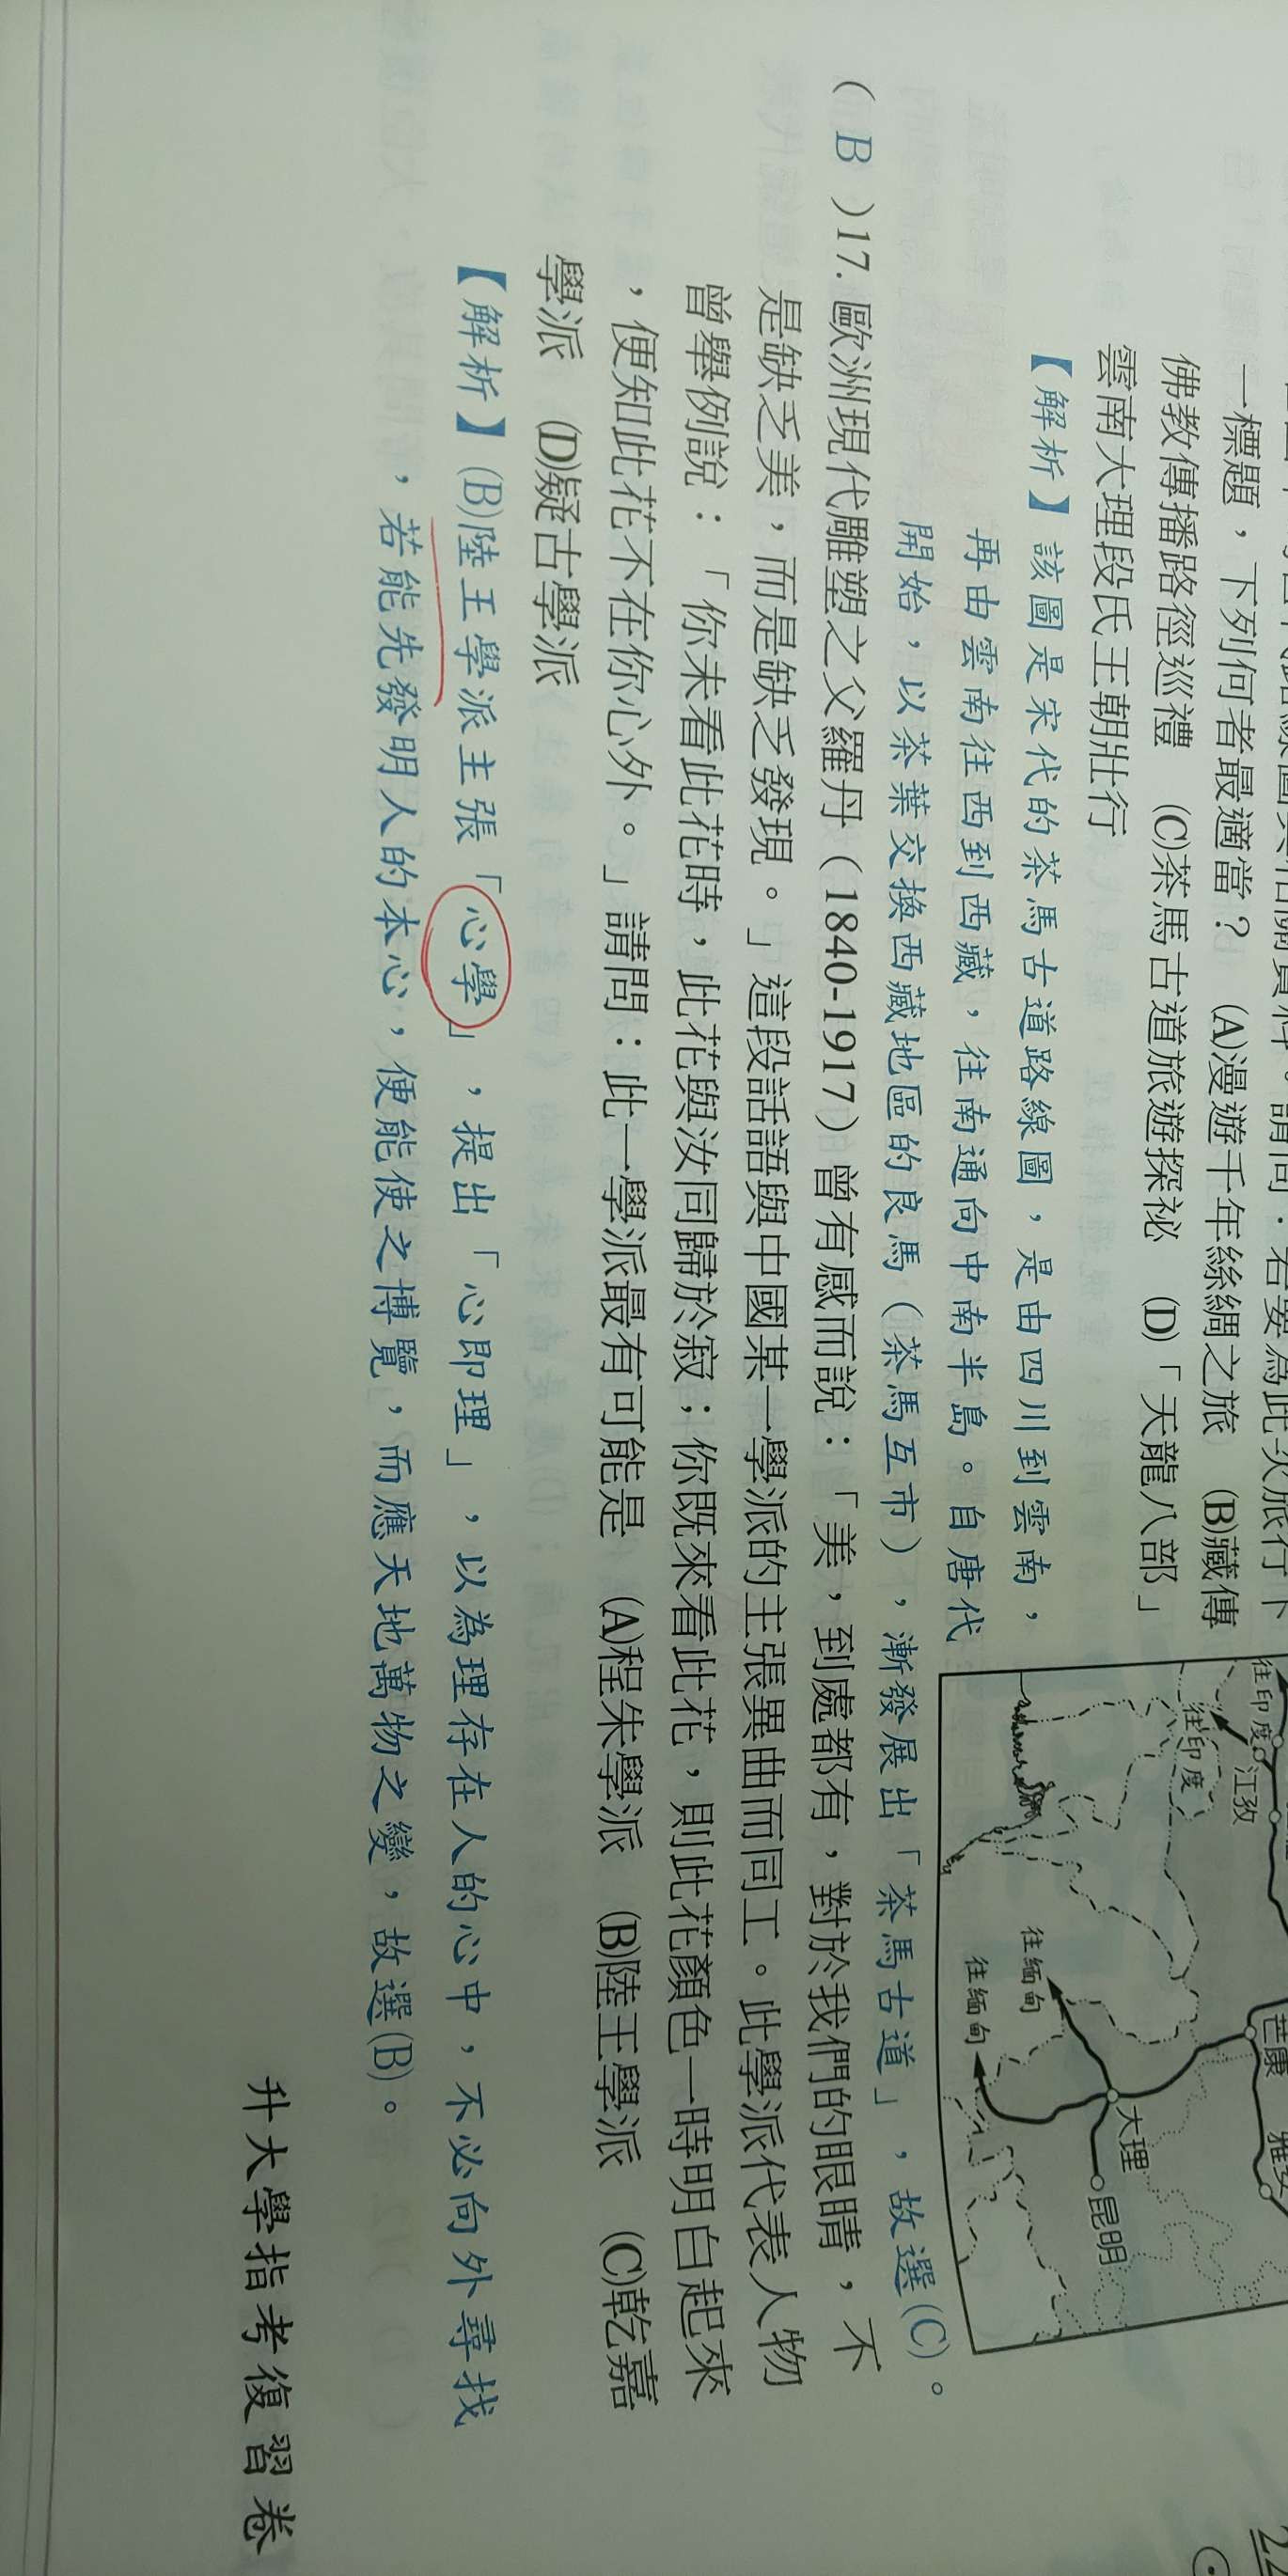 一標題，下列何者最適當？ (A)漫遊千年絲綢之旅 (B)藏傳
佛教傳播路徑巡禮 (C)茶馬古道旅遊探祕 (D)「天龍八部」
雲南大理段氏王朝壯行
【解析】該圖是宋代的茶馬古道路線圖，是由四川到雲南，
再由雲南往西到西藏，往南通向中南半島。自唐代
開始，以茶葉交換西藏地區的良馬（茶馬互市），漸發展出「茶馬古道」，故選(C)。
往印度
往印度
江孜
芒康
雅安
往緬甸
往緬甸
大理
昆明
( B )17. 歐洲現代雕塑之父羅丹（1840-1917）曾有感而說：「美，到處都有，對於我們的眼睛，不
是缺乏美，而是缺乏發現。」這段話語與中國某一學派的主張異曲而同工。此學派代表人物
曾舉例說：「你未看此花時，此花與汝同歸於寂；你既來看此花，則此花顏色一時明白起來
，便知此花不在你心外。」請問：此一學派最有可能是 (A)程朱學派 (B)陸王學派 (C)乾嘉
學派 (D)疑古學派
【解析】(B)陸王學派主張「心學」，提出「心即理」，以為理存在人的心中，不必向外尋找
，若能先發明人的本心，便能使之博覽，而應天地萬物之變，故選(B)。
升大學指考復習卷